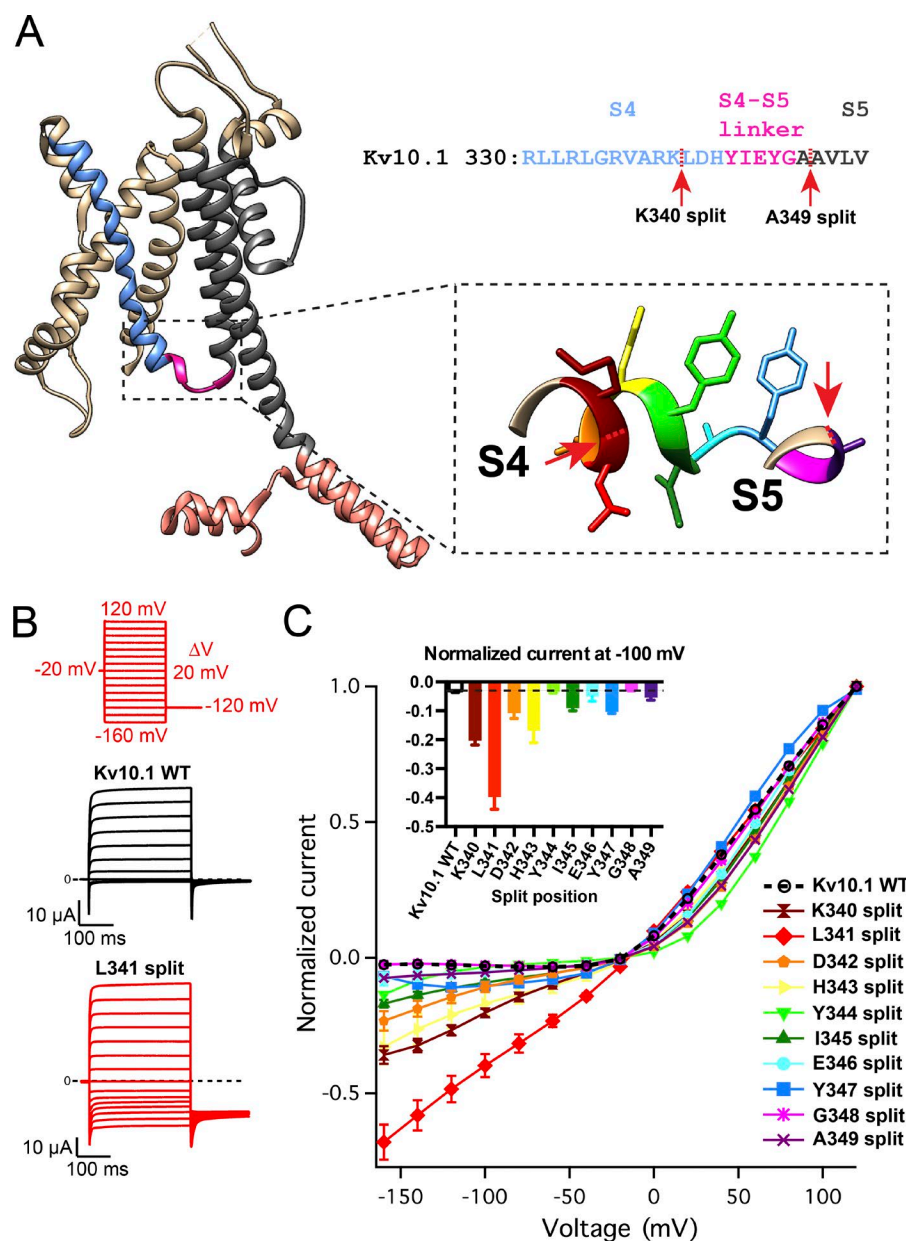 A
S4
S4-S5
linker
S5
Kv10.1 330:RLLRLGRVARKLDHYIEYGAAVLV
K340 split
A349 split
S4
S5
B
120 mV
-20 mV
ΔV
20 mV
-120 mV
-160 mV
Kv10.1 WT
0
10 µA
100 ms
L341 split
0
10 µA
100 ms
C
Normalized current at -100 mV
0.0
-0.1
-0.2
-0.3
-0.4
-0.5
Kv10.1 WT
K340
L341
D342
H343
Y344
I345
E346
Y347
G348
A349
Split position
1.0
0.5
0.0
-0.5
Normalized current
-150
-100
-50
0
50
100
Voltage (mV)
Kv10.1 WT
K340 split
L341 split
D342 split
H343 split
Y344 split
I345 split
E346 split
Y347 split
G348 split
A349 split